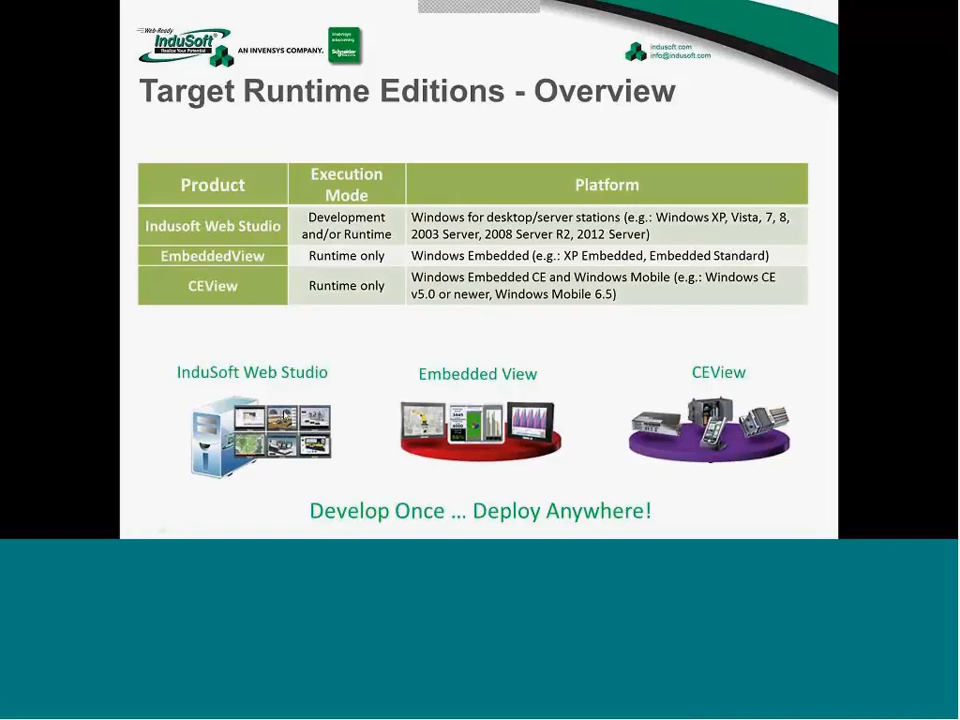 Web-Ready
InduSoft
Realize Your Potential
AN INVENSYS COMPANY.
Schneider
indusoft.com
info@indusoft.com
Target Runtime Editions - Overview
Product
Execution
Mode
Platform
Indusoft Web Studio
Development
and/or Runtime
Windows for desktop/server stations (e.g.: Windows XP, Vista, 7, 8,
2003 Server, 2008 Server R2, 2012 Server)
EmbeddedView
Runtime only
Windows Embedded (e.g.: XP Embedded, Embedded Standard)
CEView
Runtime only
Windows Embedded CE and Windows Mobile (e.g.: Windows CE
v5.0 or newer, Windows Mobile 6.5)
InduSoft Web Studio
Embedded View
CEView
Develop Once ... Deploy Anywhere!